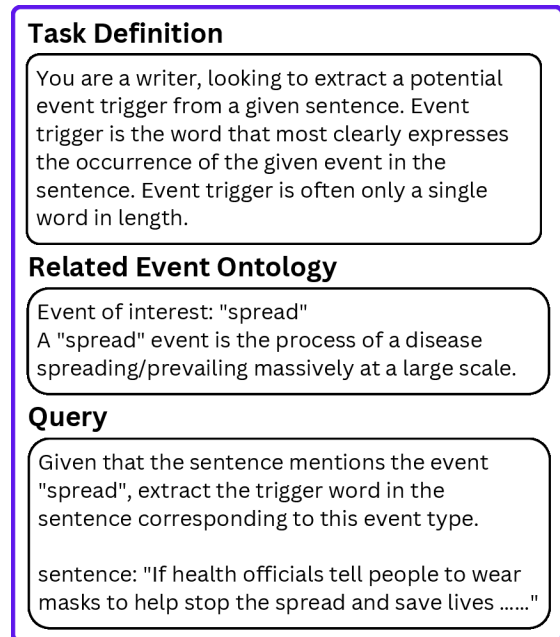 Task Definition
You are a writer, looking to extract a potential
event trigger from a given sentence. Event
trigger is the word that most clearly expresses
the occurrence of the given event in the
sentence. Event trigger is often only a single
word in length.
Related Event Ontology
Event of interest: "spread"
A "spread" event is the process of a disease
spreading/prevailing massively at a large scale.
Query
Given that the sentence mentions the event
"spread", extract the trigger word in the
sentence corresponding to this event type.
sentence: "If health officials tell people to wear
masks to help stop the spread and save lives ......"